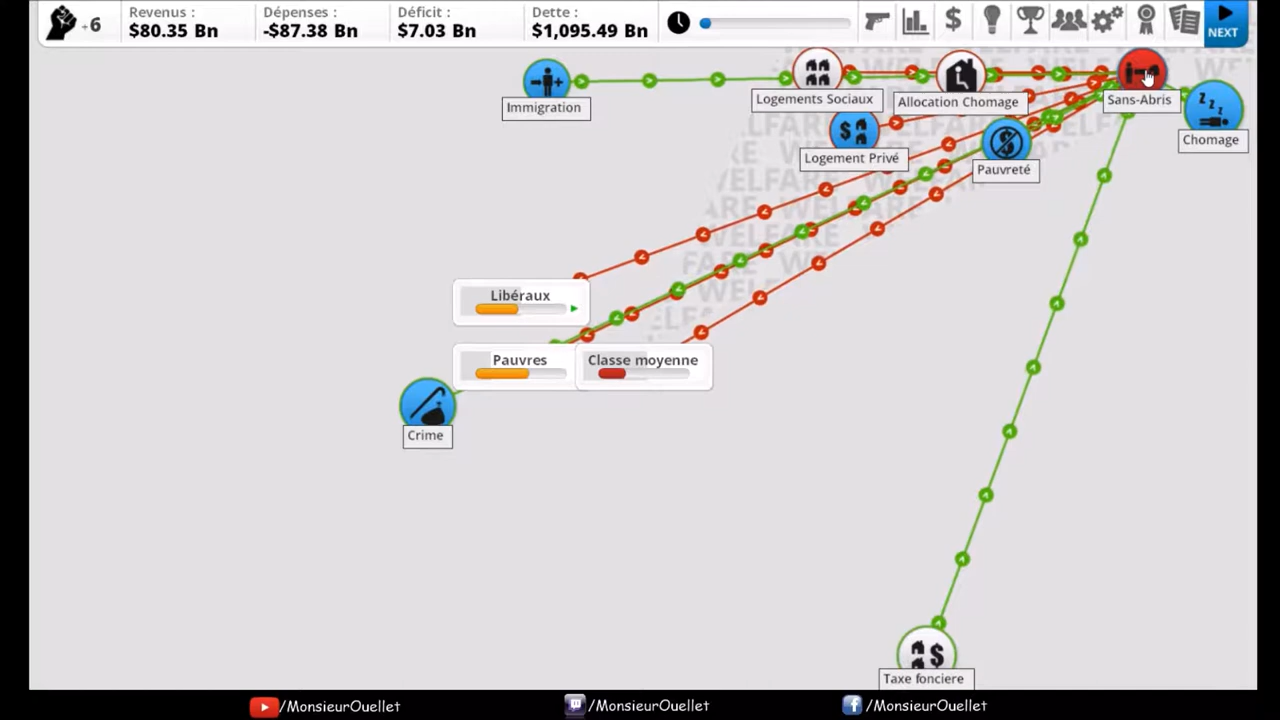 +6
Revenus :
$80.35 Bn
Dépenses :
-$87.38 Bn
Déficit :
$7.03 Bn
Dette :
$1,095.49 Bn
$
NEXT
Immigration
Logements Sociaux
Allocation Chomage
Sans-Abris
Chomage
Logement Privé
Pauvreté
WELFARE WELFARE
Libéraux
Pauvres
Classe moyenne
Crime
Taxe fonciere
/MonsieurOuellet
/MonsieurOuellet
/MonsieurOuellet